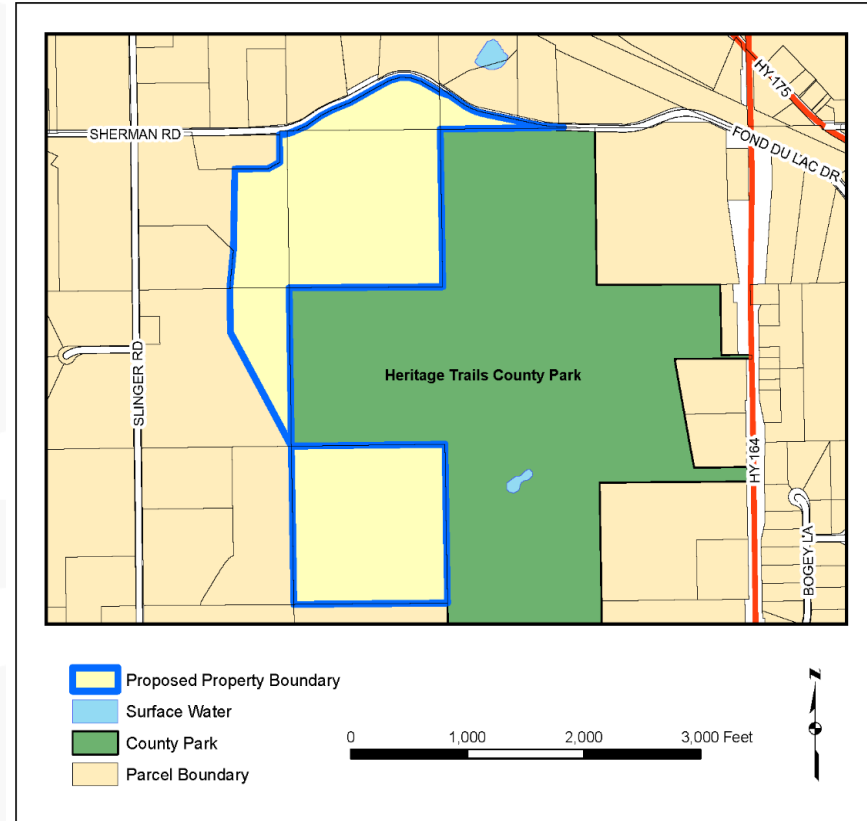 HY-175
SHERMAN RD
FOND DU LAC DR
SLINGER RD
Heritage Trails County Park
HY-164
BOGEY LA
Proposed Property Boundary
Surface Water
County Park
Parcel Boundary
0 1,000 2,000 3,000 Feet
N